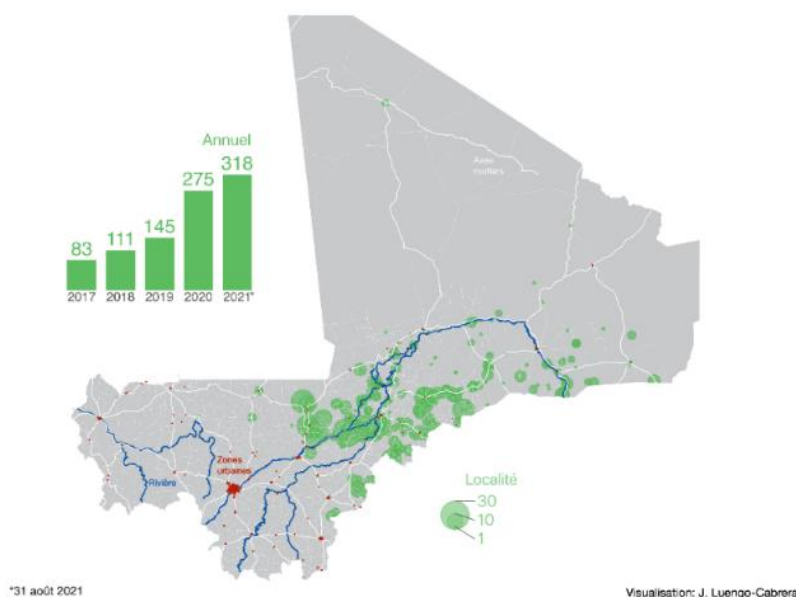 Annuel
83
111
145
275
318
2017
2018
2019
2020
2021*
Axes
routiers
Zones
urbaines
Rivière
Localité
30
10
1
*31 août 2021
Visualisation: J. Luengo-Cabrera